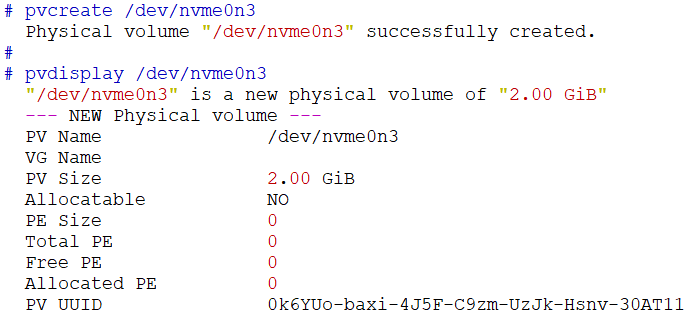 # pvcreate /dev/nvme0n3
  Physical volume "/dev/nvme0n3" successfully created.
#
# pvdisplay /dev/nvme0n3
  "/dev/nvme0n3" is a new physical volume of "2.00 GiB"
  --- NEW Physical volume ---
  PV Name               /dev/nvme0n3
  VG Name
  PV Size               2.00 GiB
  Allocatable           NO
  PE Size               0
  Total PE              0
  Free PE               0
  Allocated PE          0
  PV UUID               0k6YUo-baxi-4J5F-C9zm-UzJk-Hsnv-30AT11